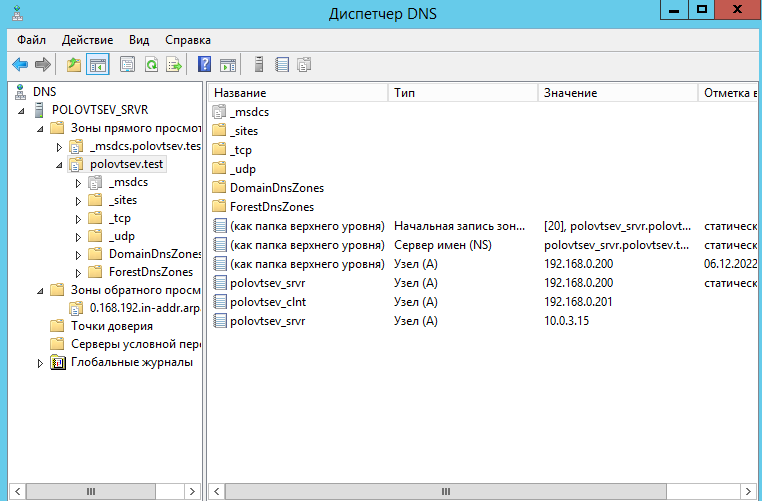 Диспетчер DNS
Файл Действие Вид Справка
DNS
POLOVTSEV_SRVR
Зоны прямого просмот
_msdcs.polovtsev.tes
polovtsev.test
_msdcs
_sites
_tcp
_udp
DomainDnsZones
ForestDnsZones
Зоны обратного просм
0.168.192.in-addr.arp
Точки доверия
Серверы условной пер
Глобальные журналы
Название Тип Значение Отметка в
_msdcs
_sites
_tcp
_udp
DomainDnsZones
ForestDnsZones
(как папка верхнего уровня) Начальная запись зон... [20], polovtsev_srvr.polovt... статическ
(как папка верхнего уровня) Сервер имен (NS) polovtsev_srvr.polovtsev.t... статическ
(как папка верхнего уровня) Узел (A) 192.168.0.200 06.12.2022
polovtsev_srvr Узел (A) 192.168.0.200 статическ
polovtsev_clnt Узел (A) 192.168.0.201
polovtsev_srvr Узел (A) 10.0.3.15